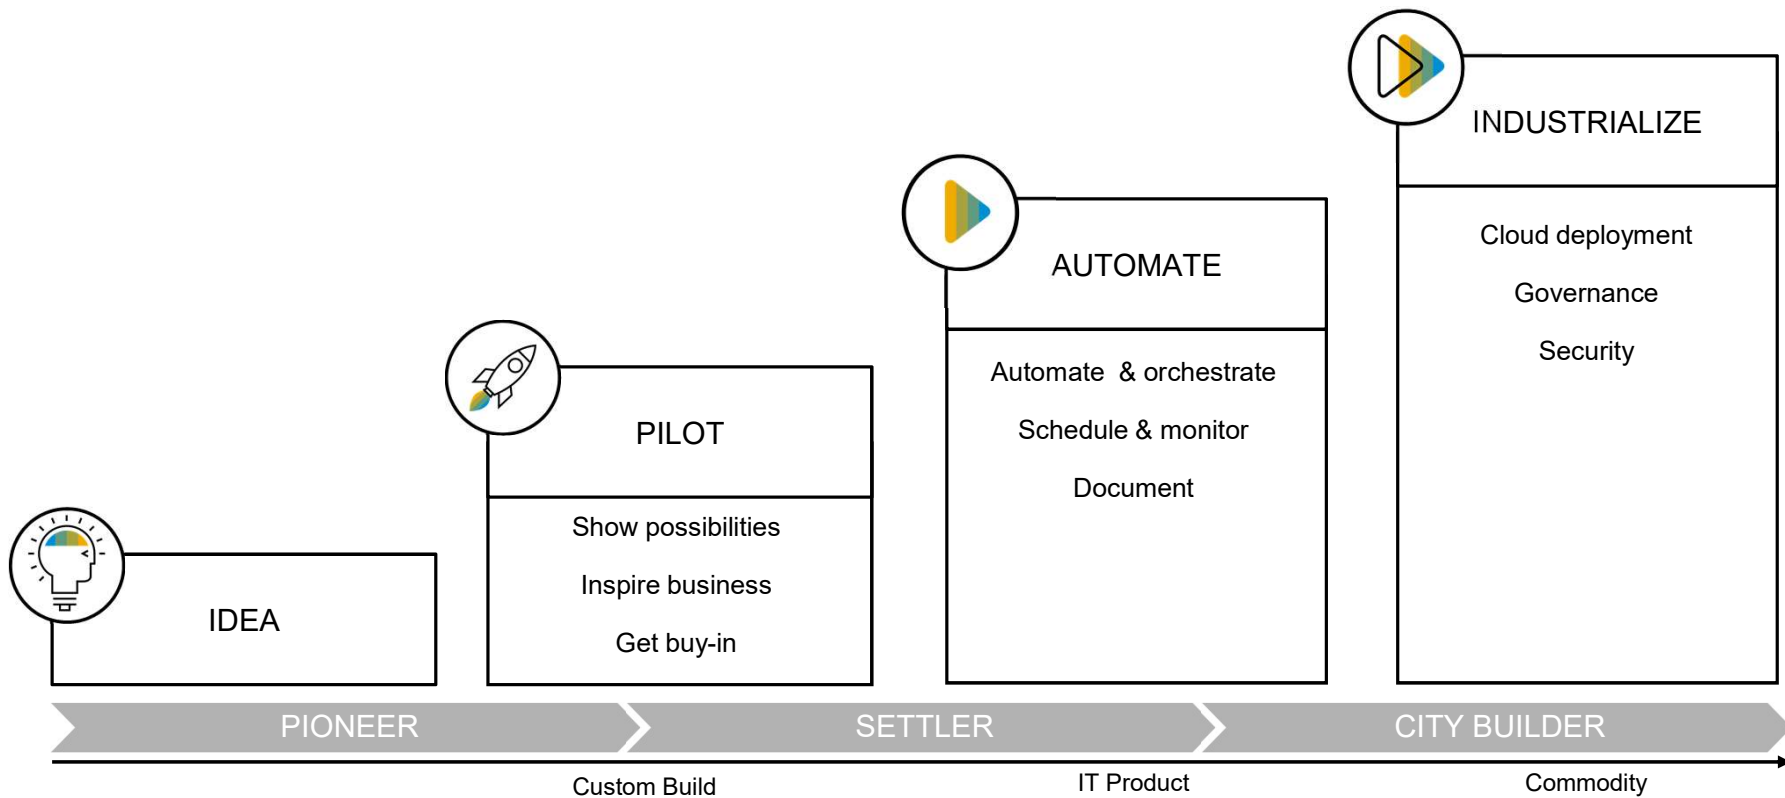 IDEA
PILOT
Show possibilities
Inspire business
Get buy-in
AUTOMATE
Automate & orchestrate
Schedule & monitor
Document
INDUSTRIALIZE
Cloud deployment
Governance
Security
PIONEER
SETTLER
CITY BUILDER
Custom Build
IT Product
Commodity